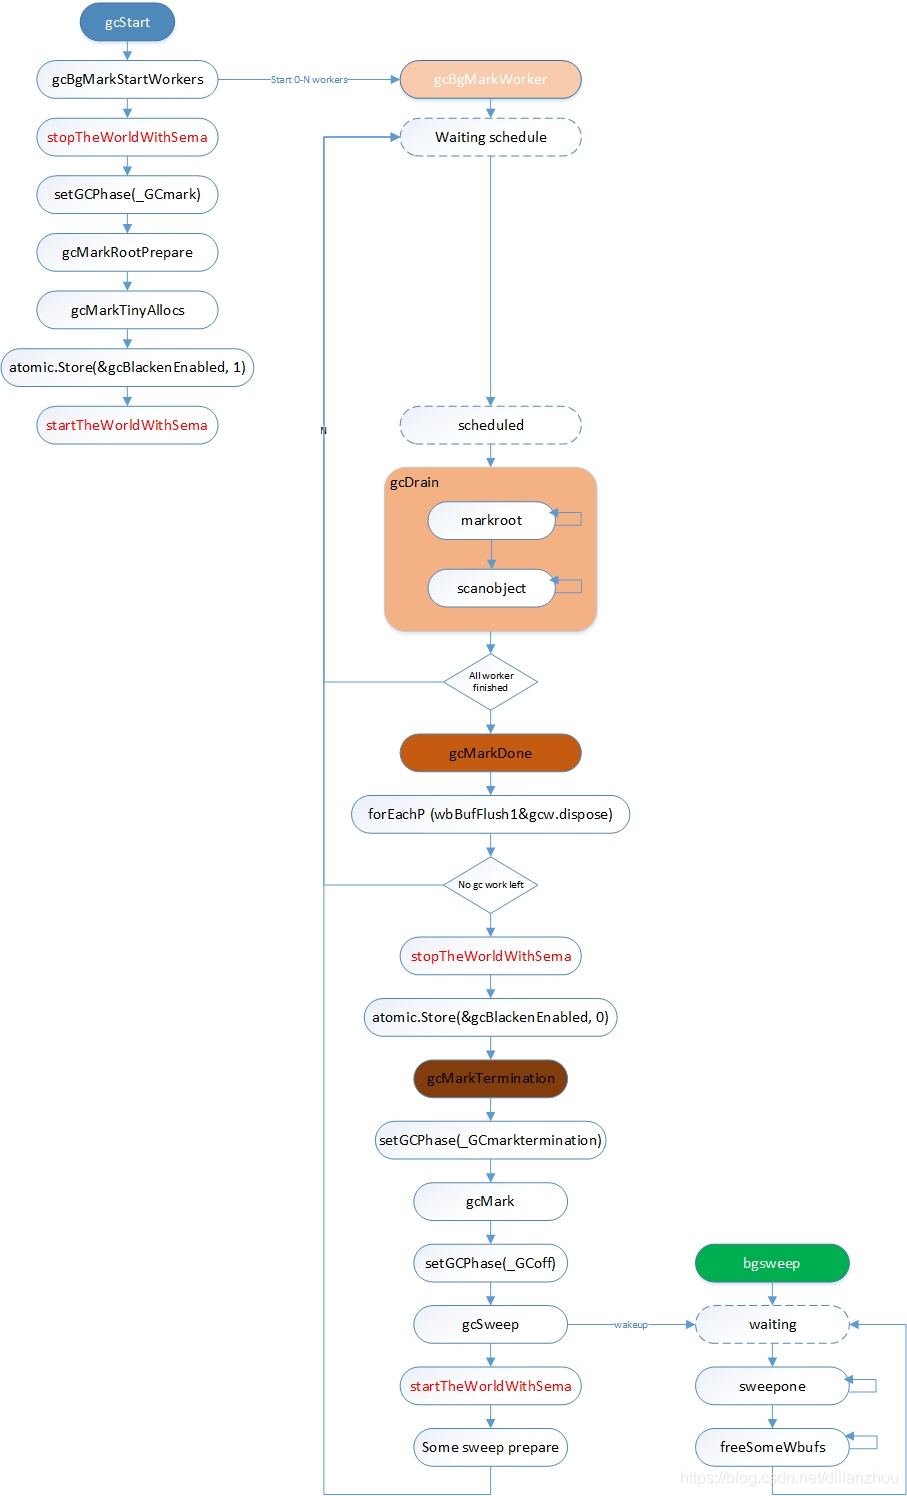 gcStart
gcBgMarkStartWorkers
Start 0-N workers
gcBgMarkWorker
stopTheWorldWithSema
Waiting schedule
setGCPhase(_GCmark)
gcMarkRootPrepare
gcMarkTinyAllocs
atomic.Store(&gcBlackenEnabled, 1)
startTheWorldWithSema
scheduled
N
gcDrain
markroot
scanobject
All worker
finished
gcMarkDone
forEachP (wbBufFlush1&gcw.dispose)
No gc work left
stopTheWorldWithSema
atomic.Store(&gcBlackenEnabled, 0)
gcMarkTermination
setGCPhase(_GCmarktermination)
gcMark
setGCPhase(_GCoff)
bgsweep
gcSweep
wakeup
waiting
startTheWorldWithSema
sweepone
Some sweep prepare
freeSomeWbufs
https://blog.csdn.net/dillanzhou